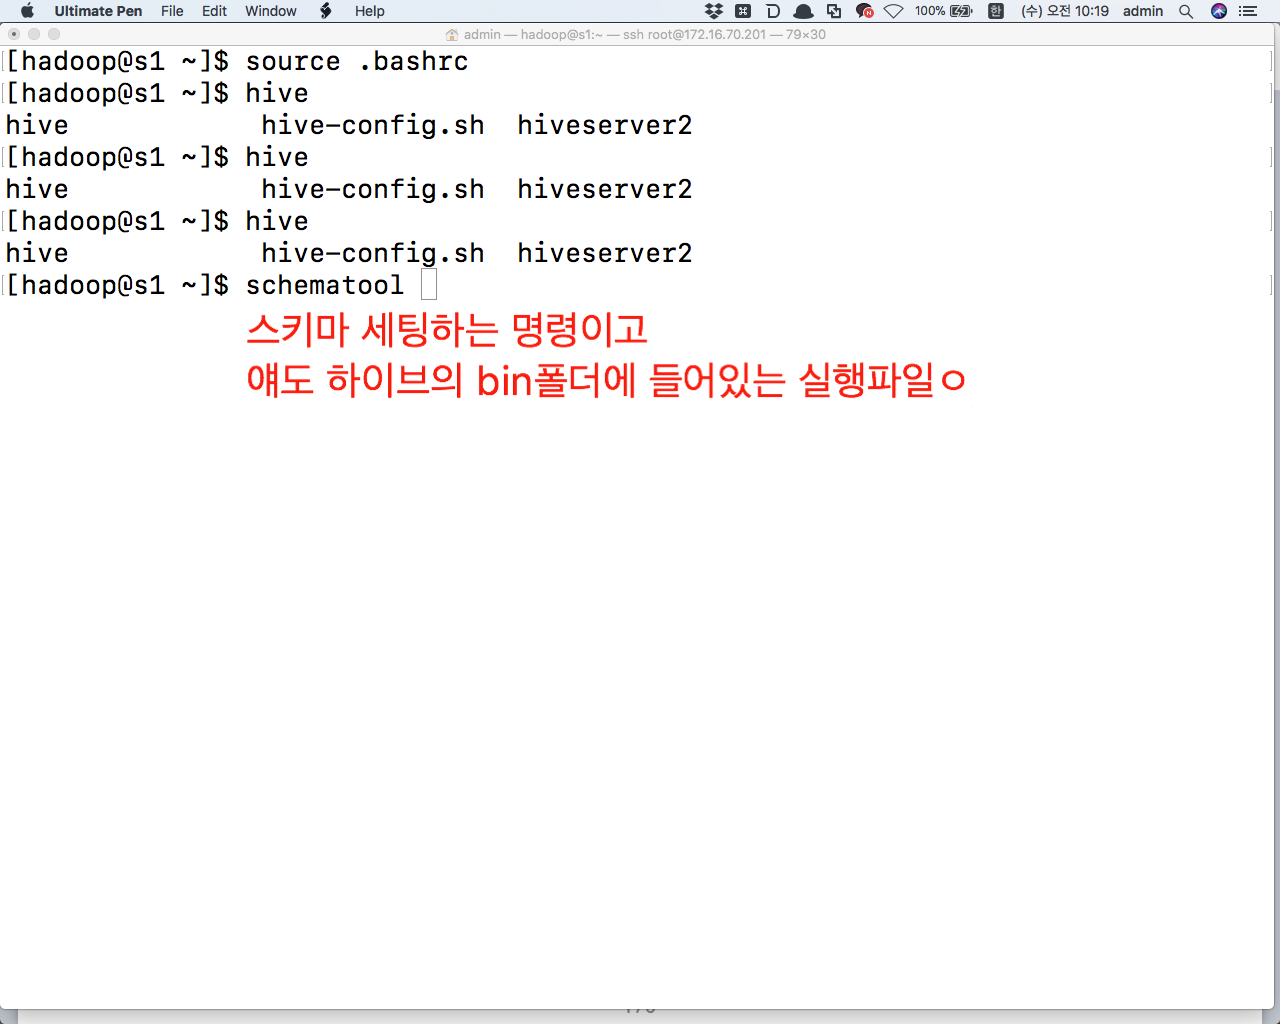 Ultimate Pen File Edit Window Help 100% 한 (수) 오전 10:19 admin
admin — hadoop@s1:~ — ssh root@172.16.70.201 — 79×30
[hadoop@s1 ~]$ source .bashrc
[hadoop@s1 ~]$ hive
hive hive-config.sh hiveserver2
[hadoop@s1 ~]$ hive
hive hive-config.sh hiveserver2
[hadoop@s1 ~]$ hive
hive hive-config.sh hiveserver2
[hadoop@s1 ~]$ schematool
스키마 세팅하는 명령이고
얘도 하이브의 bin폴더에 들어있는 실행파일ㅇ